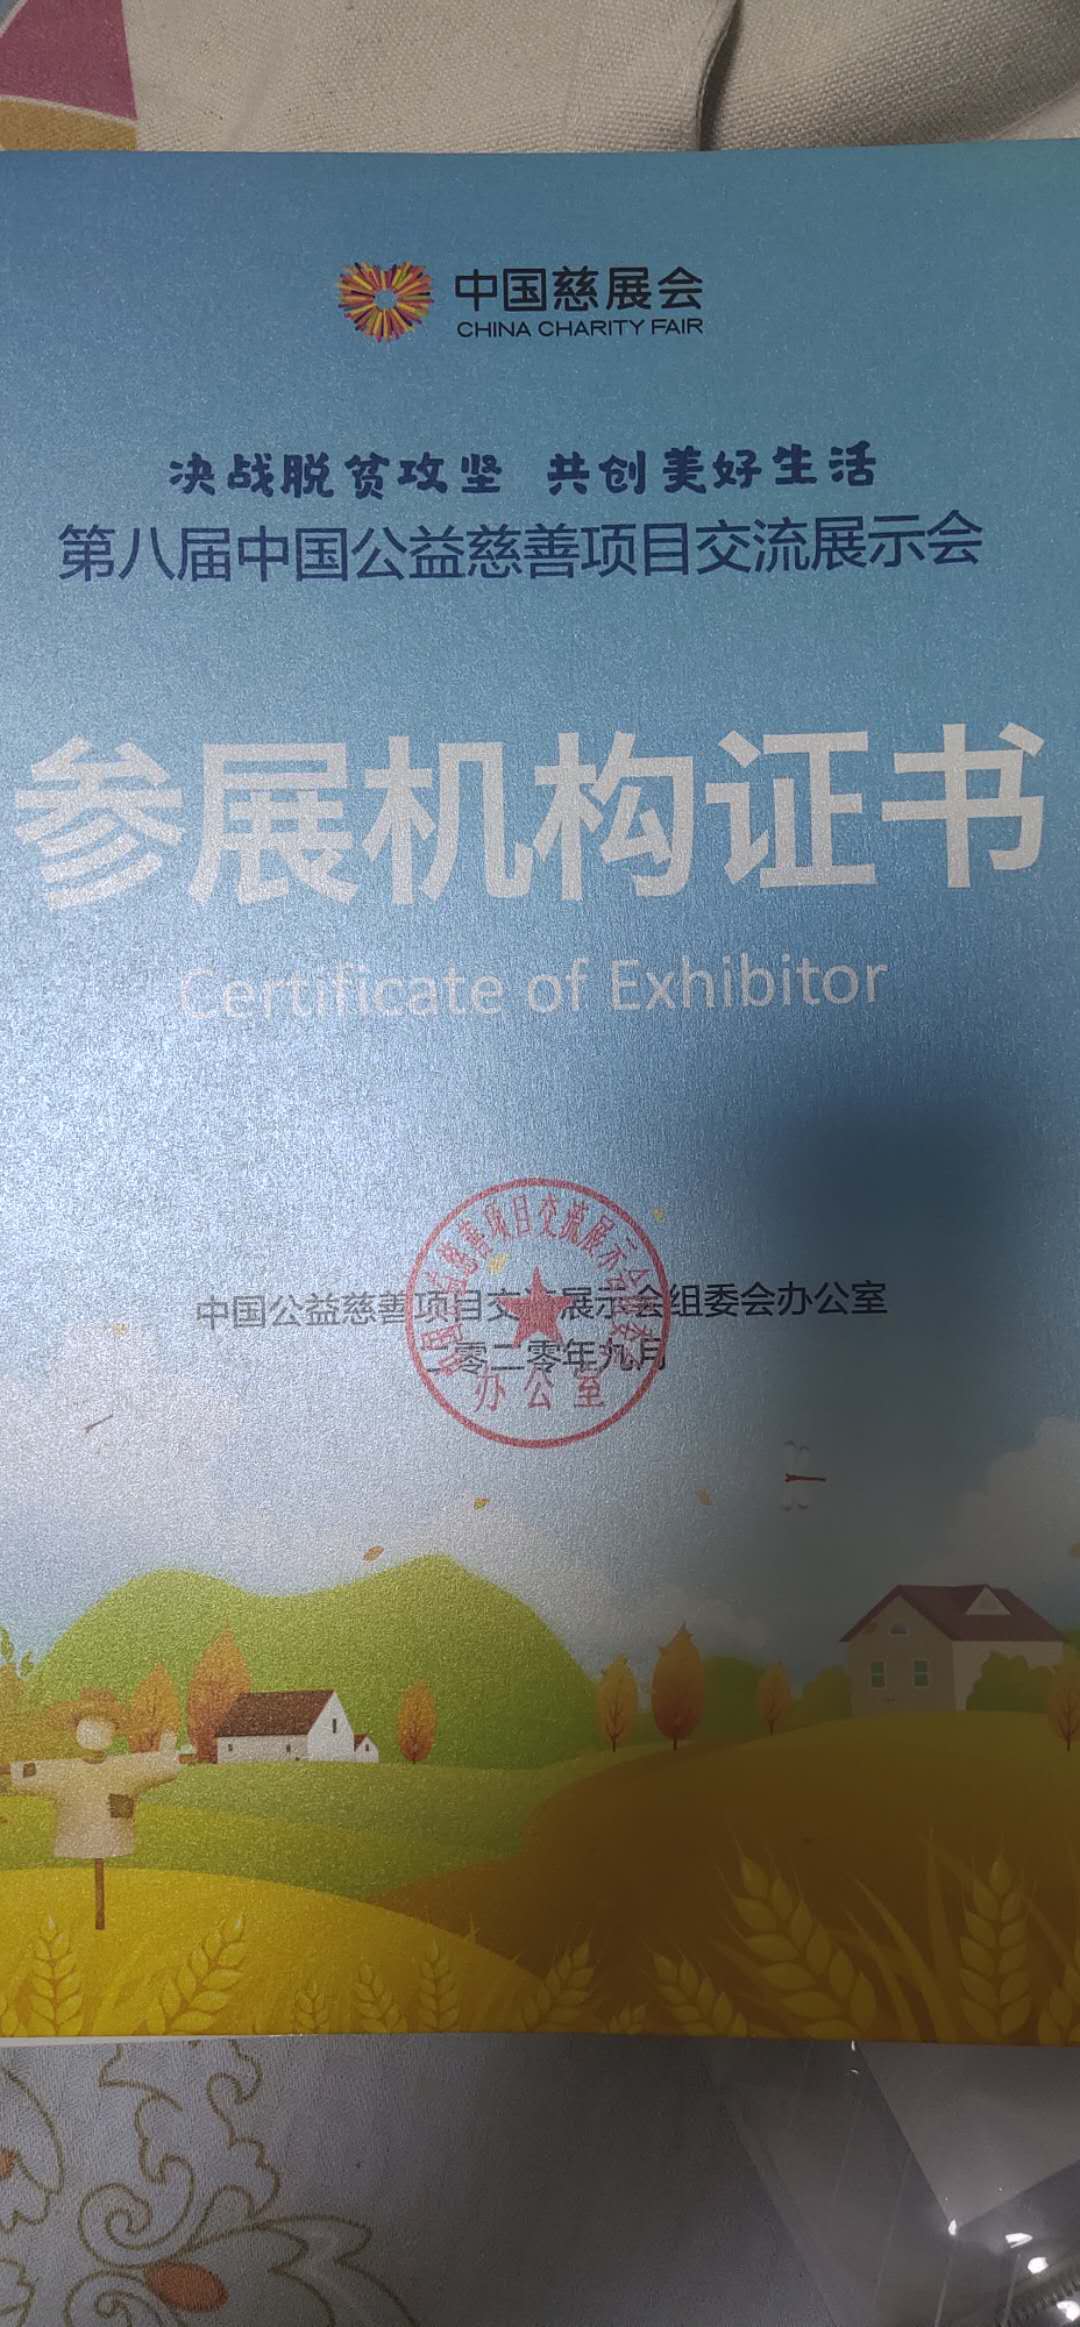 中国慈展会
CHINA CHARITY FAIR
决战脱贫攻坚 共创美好生活
第八届中国公益慈善项目交流展示会
参展机构证书
Certificate of Exhibitor
中国公益慈善项目交流展示会组委会办公室
二零二零年九月
办公室